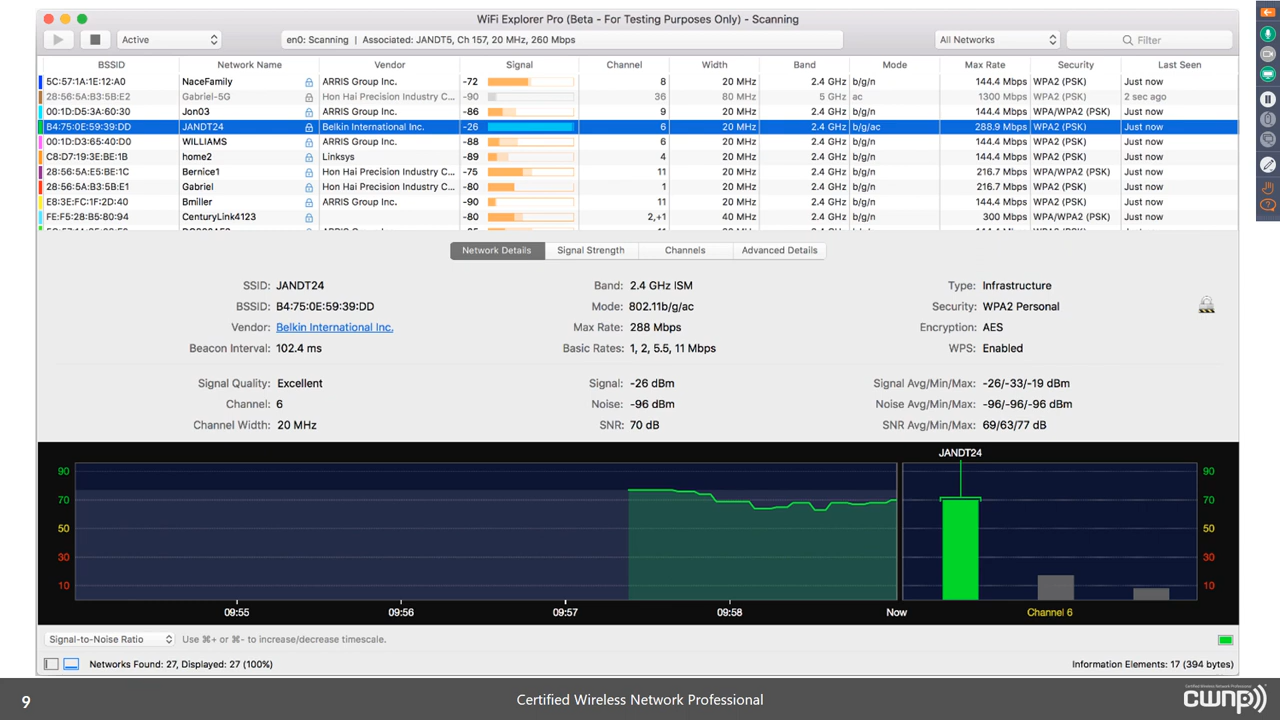 WiFi Explorer Pro (Beta - For Testing Purposes Only) - Scanning
Active en0: Scanning | Associated: JANDT5, Ch 157, 20 MHz, 260 Mbps All Networks Filter
BSSID Network Name Vendor Signal Channel Width Band Mode Max Rate Security Last Seen
5C:57:1A:1E:12:A0 NaceFamily ARRIS Group Inc. -72 8 20 MHz 2.4 GHz b/g/n 144.4 Mbps WPA2 (PSK) Just now
28:56:5A:B3:5B:E2 Gabriel-5G Hon Hai Precision Industry C... -90 36 80 MHz 5 GHz ac 1300 Mbps WPA2 (PSK) 2 sec ago
00:1D:D5:3A:60:30 Jon03 ARRIS Group Inc. -86 9 20 MHz 2.4 GHz b/g/n 144.4 Mbps WPA2 (PSK) Just now
B4:75:0E:59:39:DD JANDT24 Belkin International Inc. -26 6 20 MHz 2.4 GHz b/g/ac 288.9 Mbps WPA2 (PSK) Just now
00:1D:D3:65:40:D0 WILLIAMS ARRIS Group Inc. -88 6 20 MHz 2.4 GHz b/g/n 144.4 Mbps WPA2 (PSK) Just now
C8:D7:19:3E:BE:1B home2 Linksys -89 4 20 MHz 2.4 GHz b/g/n 144.4 Mbps WPA2 (PSK) Just now
28:56:5A:E5:BE:1C Bernice1 Hon Hai Precision Industry C... -75 11 20 MHz 2.4 GHz b/g/n 216.7 Mbps WPA/WPA2 (PSK) Just now
28:56:5A:B3:5B:E1 Gabriel Hon Hai Precision Industry C... -80 1 20 MHz 2.4 GHz b/g/n 216.7 Mbps WPA2 (PSK) Just now
E8:3E:FC:1F:2D:40 Bmiller ARRIS Group Inc. -90 11 20 MHz 2.4 GHz b/g/n 144.4 Mbps WPA2 (PSK) Just now
FE:F5:28:B5:80:94 CenturyLink4123 -80 2,+1 40 MHz 2.4 GHz b/g/n 300 Mbps WPA/WPA2 (PSK) Just now
Network Details Signal Strength Channels Advanced Details
SSID: JANDT24 Band: 2.4 GHz ISM Type: Infrastructure
BSSID: B4:75:0E:59:39:DD Mode: 802.11b/g/ac Security: WPA2 Personal
Vendor: Belkin International Inc. Max Rate: 288 Mbps Encryption: AES
Beacon Interval: 102.4 ms Basic Rates: 1, 2, 5.5, 11 Mbps WPS: Enabled
Signal Quality: Excellent Signal: -26 dBm Signal Avg/Min/Max: -26/-33/-19 dBm
Channel: 6 Noise: -96 dBm Noise Avg/Min/Max: -96/-96/-96 dBm
Channel Width: 20 MHz SNR: 70 dB SNR Avg/Min/Max: 69/63/77 dB
JANDT24
90 90
70 70
50 50
30 30
10 10
09:55 09:56 09:57 09:58 Now Channel 6
Signal-to-Noise Ratio Use ⌘+ or ⌘- to increase/decrease timescale.
Networks Found: 27, Displayed: 27 (100%) Information Elements: 17 (394 bytes)
9 Certified Wireless Network Professional cwnp